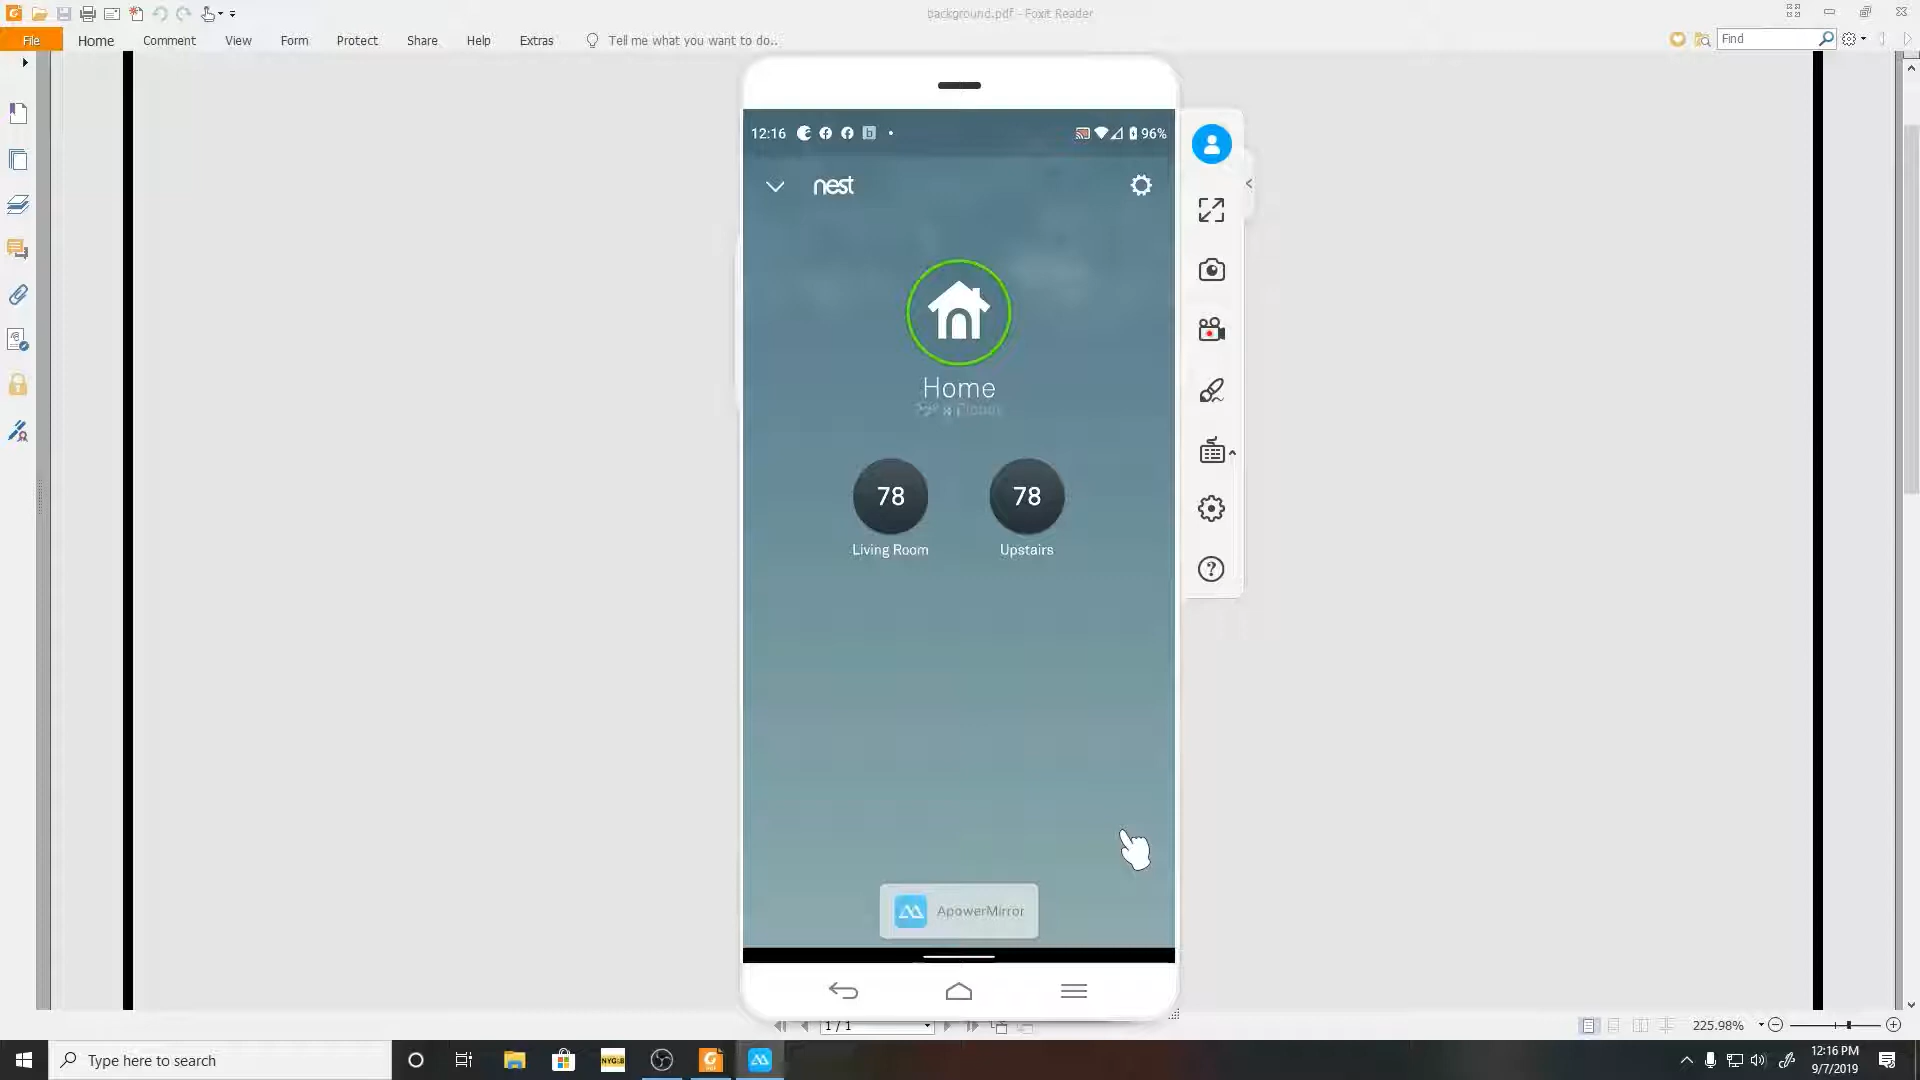 background.pdf - Foxit Reader
File Home Comment View Form Protect Share Help Extras Tell me what you want to do.. Find
12:16 96%
nest
Home
78 78
Living Room Upstairs
ApowerMirror
1 / 1
225.98%
Type here to search
NYC
12:16 PM
9/7/2019